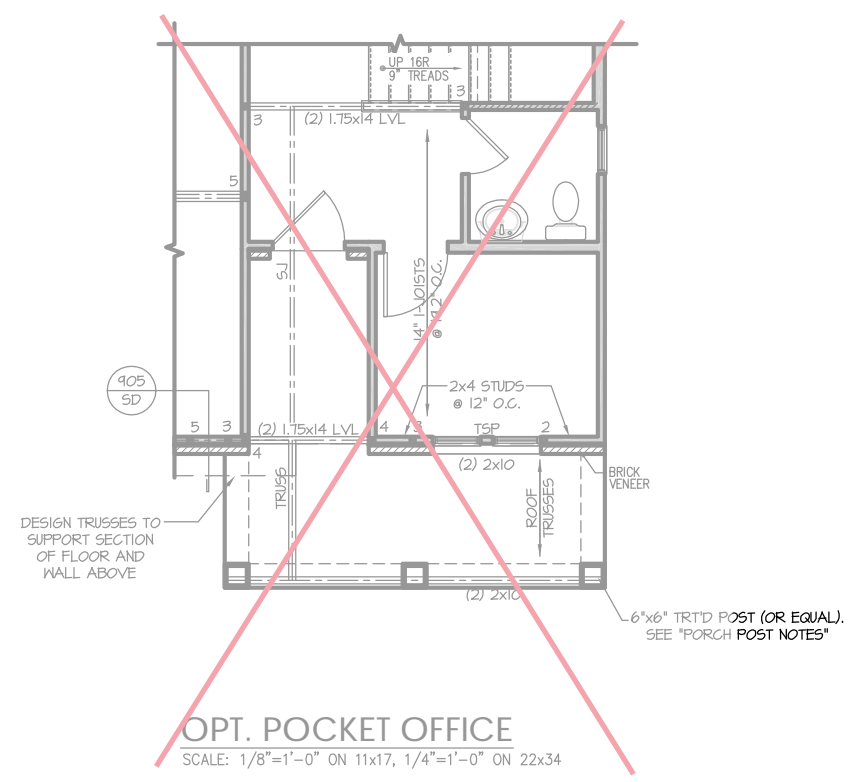 UP 16R
9" TREADS
3
3
(2) 1.75x14 LVL
5
SJ
14" I-JOISTS
@ 19.2" O.C.
905
SD
2x4 STUDS
@ 12" O.C.
5
3
(2) 1.75x14 LVL
4
3
TSP
2
4
(2) 2x10
BRICK
VENEER
TRUSS
ROOF
TRUSSES
DESIGN TRUSSES TO
SUPPORT SECTION
OF FLOOR AND
WALL ABOVE
(2) 2x10
6"x6" TRT'D POST (OR EQUAL).
SEE "PORCH POST NOTES"
OPT. POCKET OFFICE
SCALE: 1/8"=1'-0" ON 11x17, 1/4"=1'-0" ON 22x34